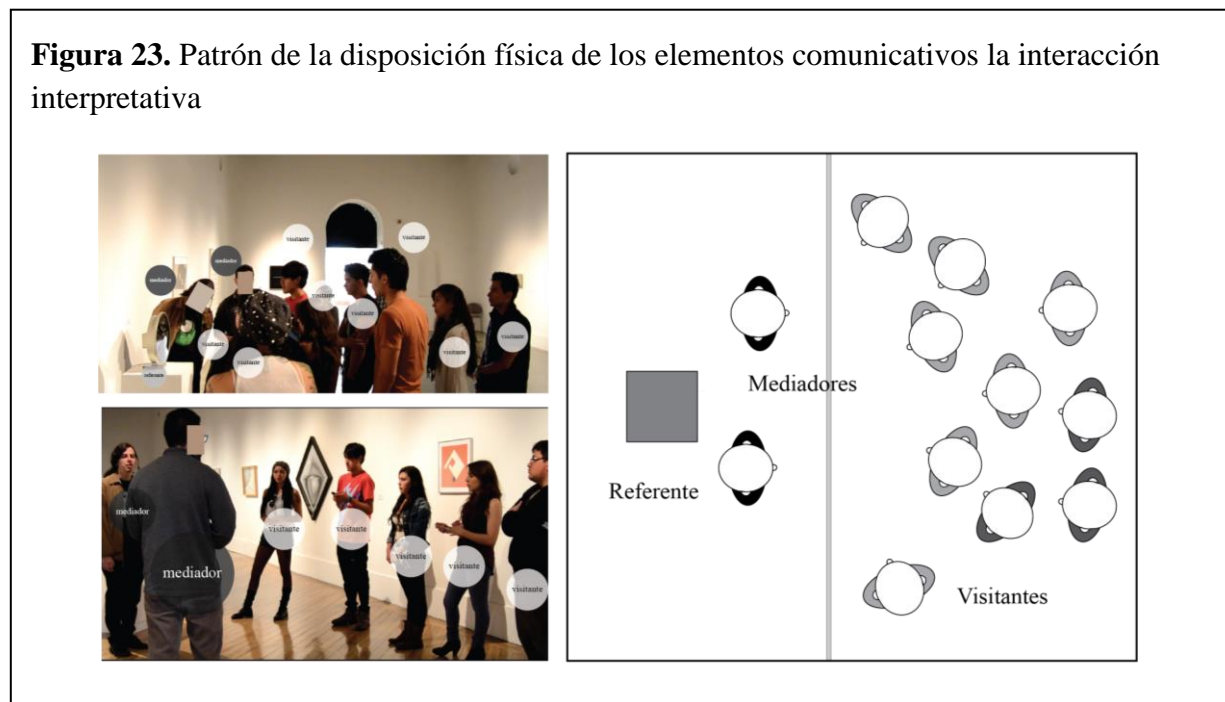 Figura 23. Patrón de la disposición física de los elementos comunicativos la interacción
interpretativa
visitante
visitante
mediador
mediador
visitante
visitante
visitante
visitante
visitante
visitante
referente
mediador
mediador
visitante
visitante
visitante
visitante
visitante
Mediadores
Referente
Visitantes